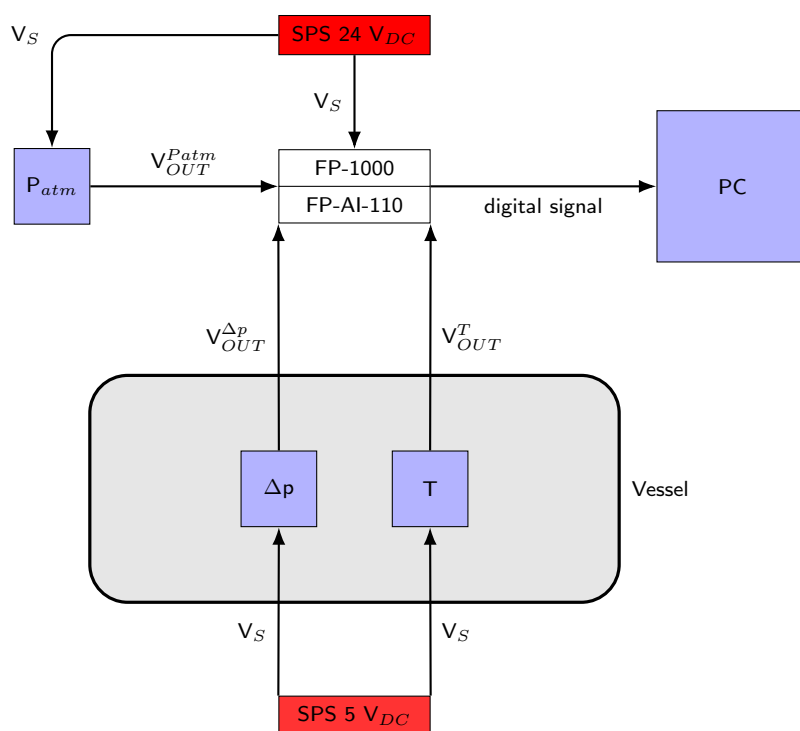 V_S
SPS 24 V_DC
V_S
P_atm
V_OUT^Patm
FP-1000
FP-AI-110
digital signal
PC
V_OUT^Δp
V_OUT^T
Δp
T
Vessel
V_S
V_S
SPS 5 V_DC